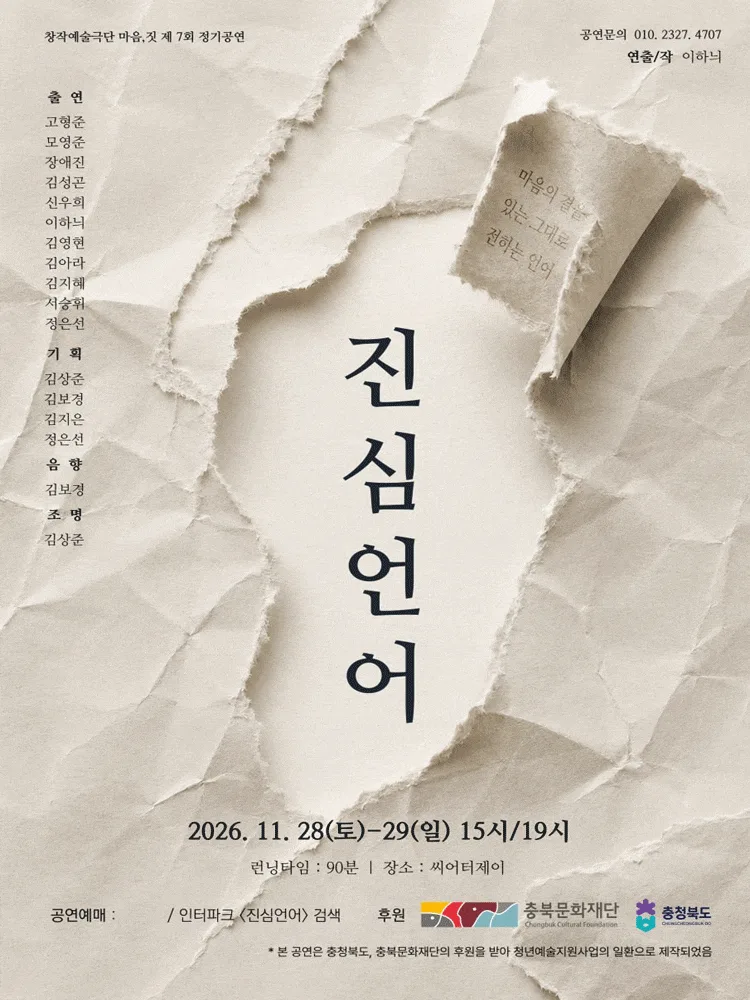 창작예술극단 마음,짓 제 7회 정기공연
공연문의 010. 2327. 4707
연출/작 이하늬
출 연
고형준
모영준
장애진
김성곤
신우희
이하늬
김영현
김아라
김지혜
서승휘
정은선
기 획
김상준
김보경
김지은
정은선
음 향
김보경
조 명
김상준
마음의 결을
있는 그대로
전하는 언어
진심언어
2026. 11. 28(토)-29(일) 15시/19시
런닝타임 : 90분 | 장소 : 씨어터제이
공연예매 : / 인터파크 <진심언어> 검색
후원
충북문화재단
Chungbuk Cultural Foundation
충청북도
CHUNGCHEONGBUK-DO
* 본 공연은 충청북도, 충북문화재단의 후원을 받아 청년예술지원사업의 일환으로 제작되었음